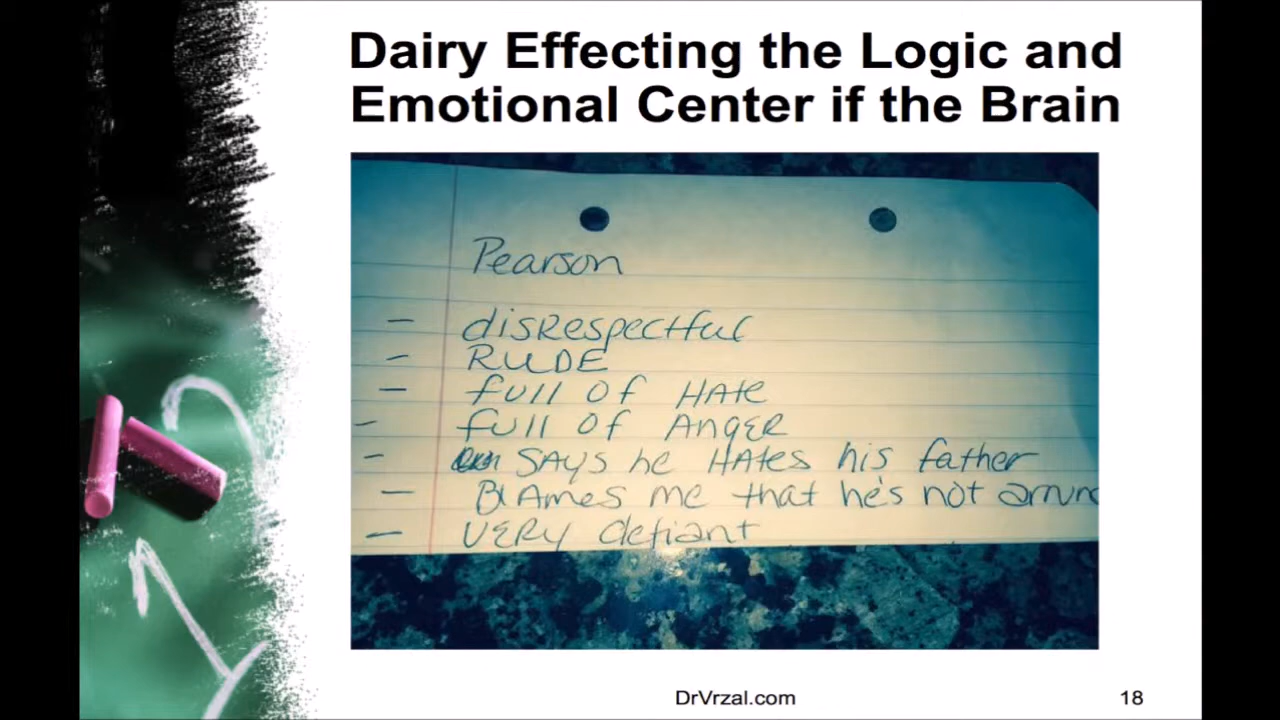 Dairy Effecting the Logic and
Emotional Center if the Brain
Pearson
- disRespectful
- RUDE
- full of HAte
- full of AngER
- SAYS he HAtes his father
- BlAmes me that he's not aroun
- VERY defiant
DrVrzal.com
18